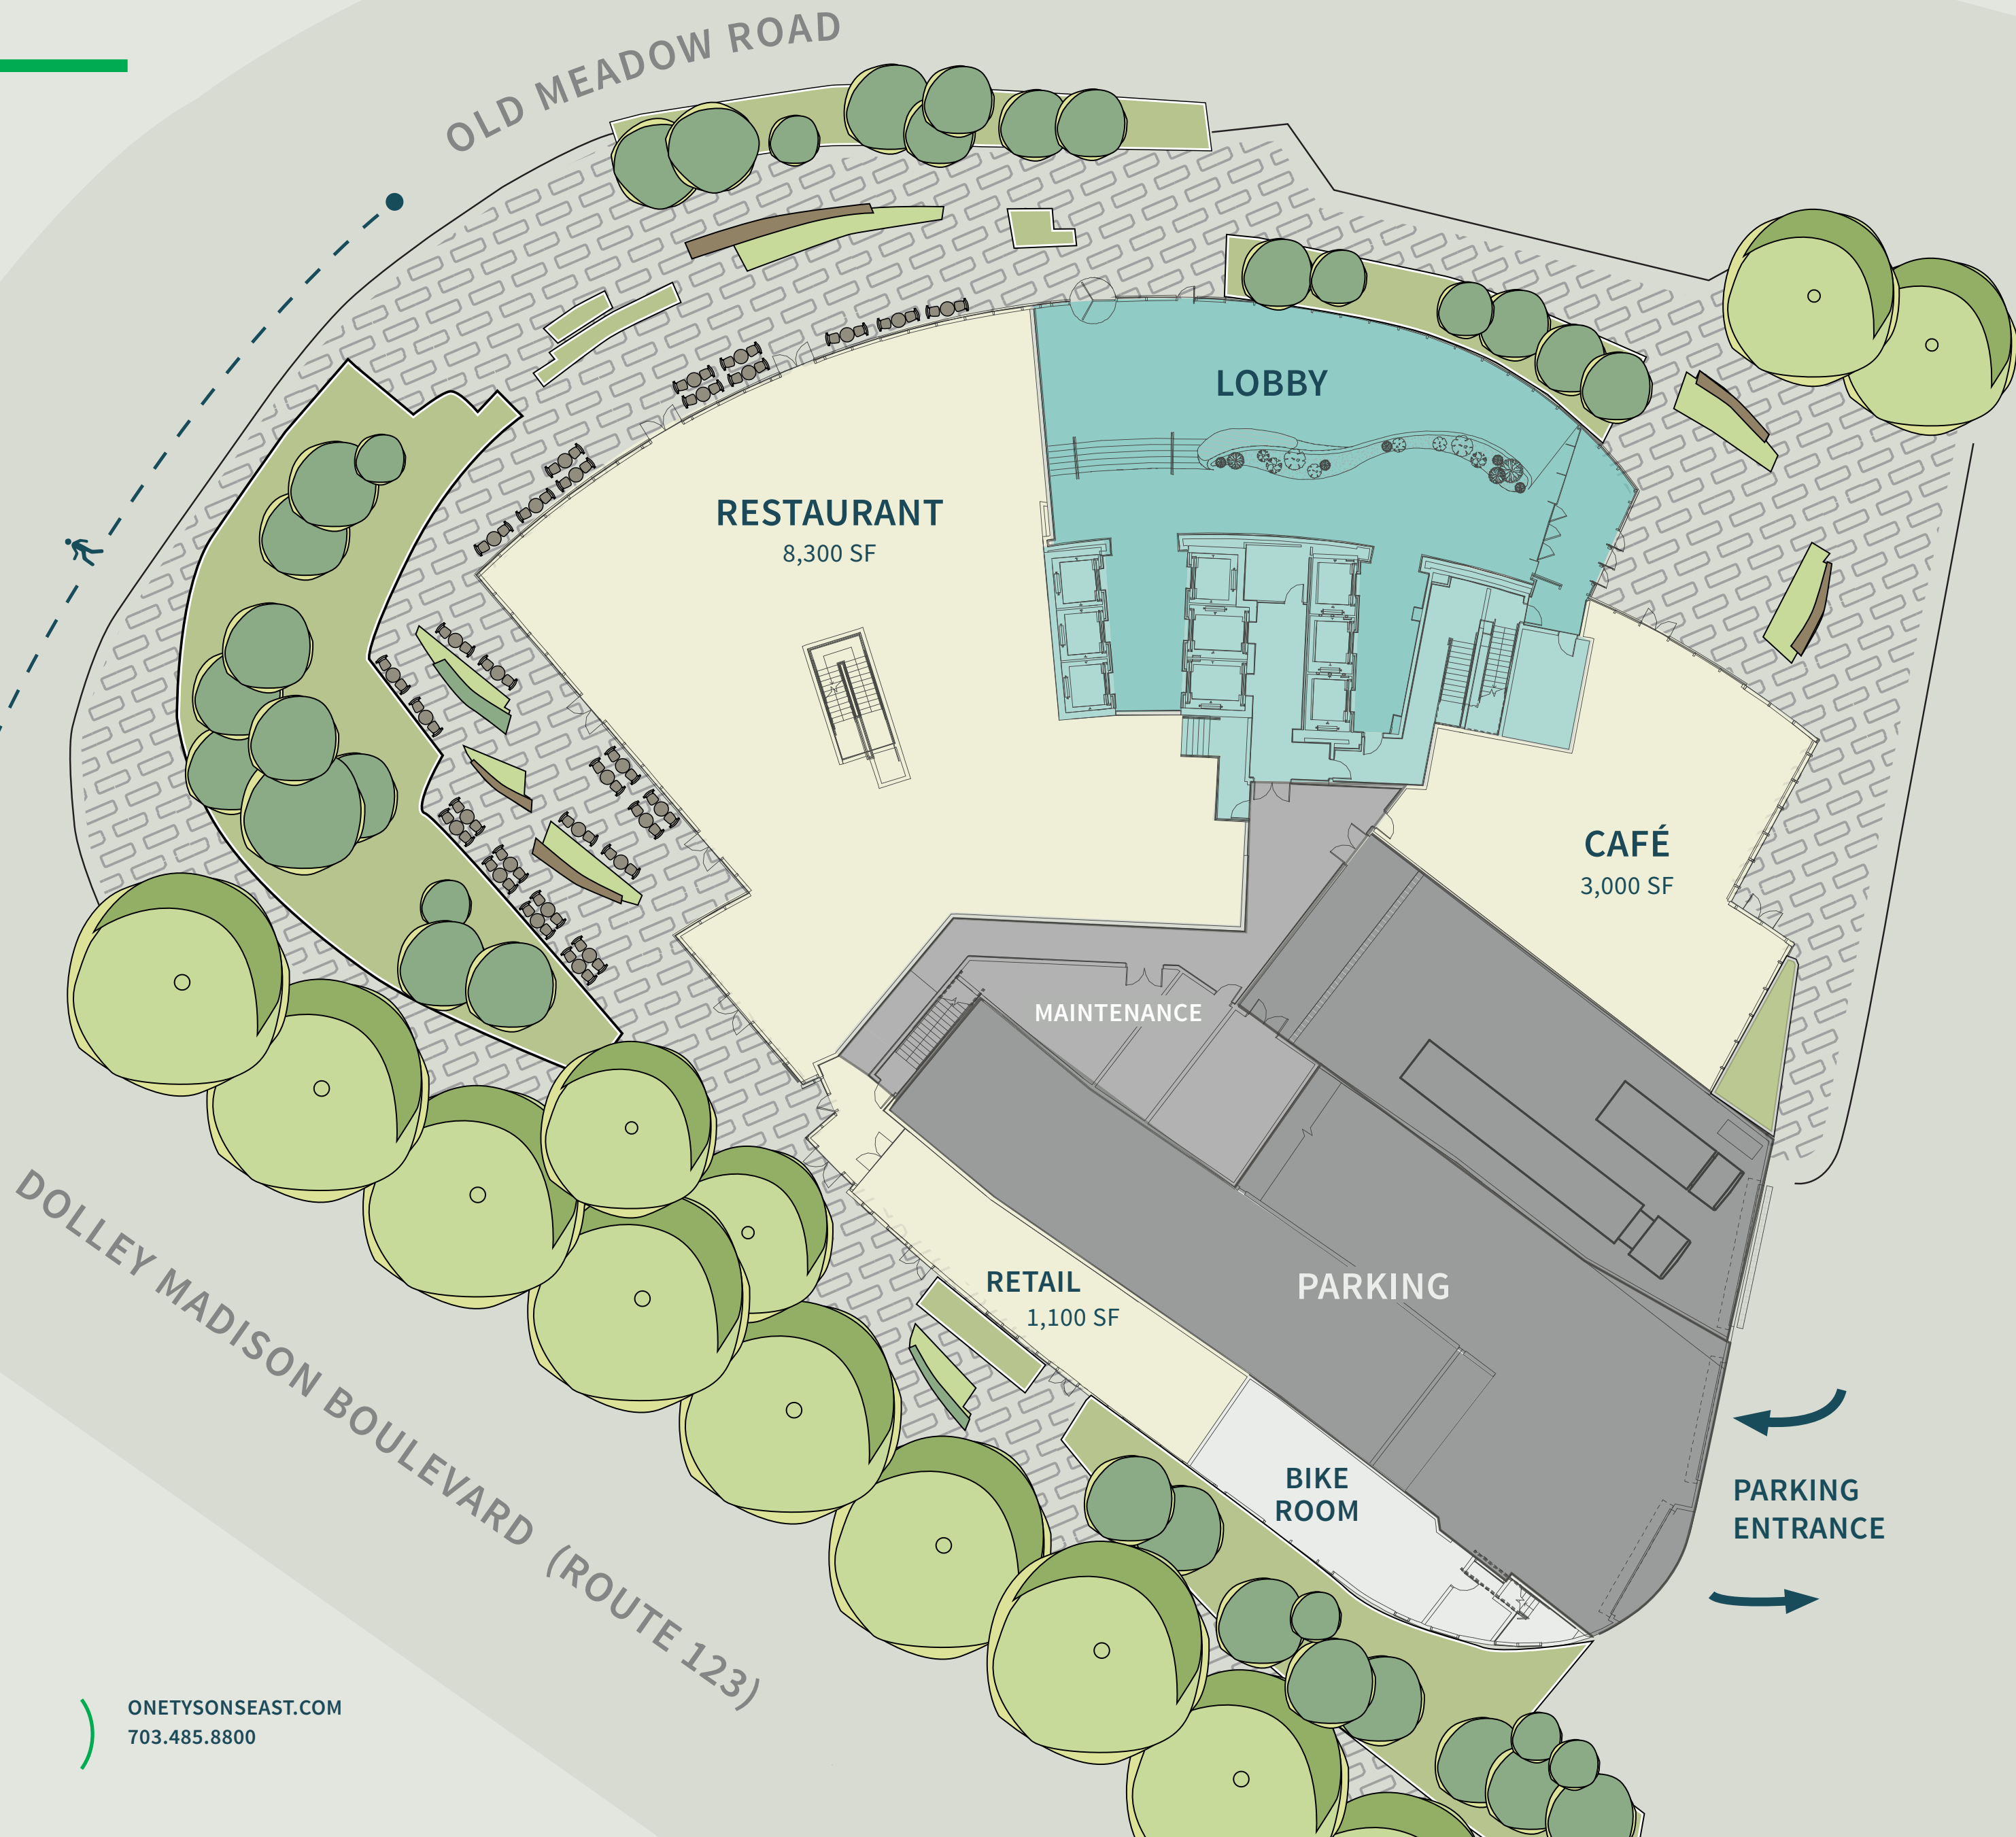 OLD MEADOW ROAD
LOBBY
RESTAURANT
8,300 SF
CAFÉ
3,000 SF
MAINTENANCE
RETAIL
1,100 SF
PARKING
BIKE
ROOM
PARKING
ENTRANCE
DOLLEY MADISON BOULEVARD (ROUTE 123)
ONETYSONSEAST.COM
703.485.8800